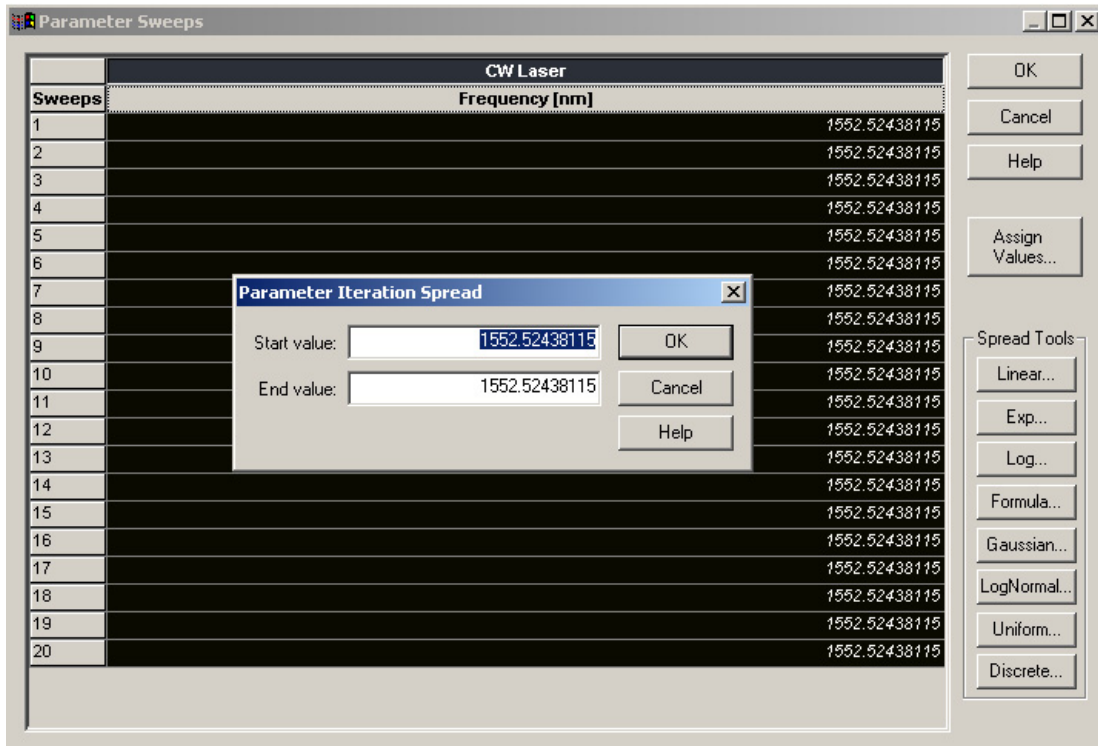 Parameter Sweeps
CW Laser
Sweeps Frequency [nm]
1 1552.52438115
2 1552.52438115
3 1552.52438115
4 1552.52438115
5 1552.52438115
6 1552.52438115
7 1552.52438115
8 1552.52438115
9 1552.52438115
10 1552.52438115
11 1552.52438115
12 1552.52438115
13 1552.52438115
14 1552.52438115
15 1552.52438115
16 1552.52438115
17 1552.52438115
18 1552.52438115
19 1552.52438115
20 1552.52438115
Parameter Iteration Spread
Start value: 1552.52438115
End value: 1552.52438115
OK
Cancel
Help
OK
Cancel
Help
Assign
Values...
Spread Tools
Linear...
Exp...
Log...
Formula...
Gaussian...
LogNormal...
Uniform...
Discrete...